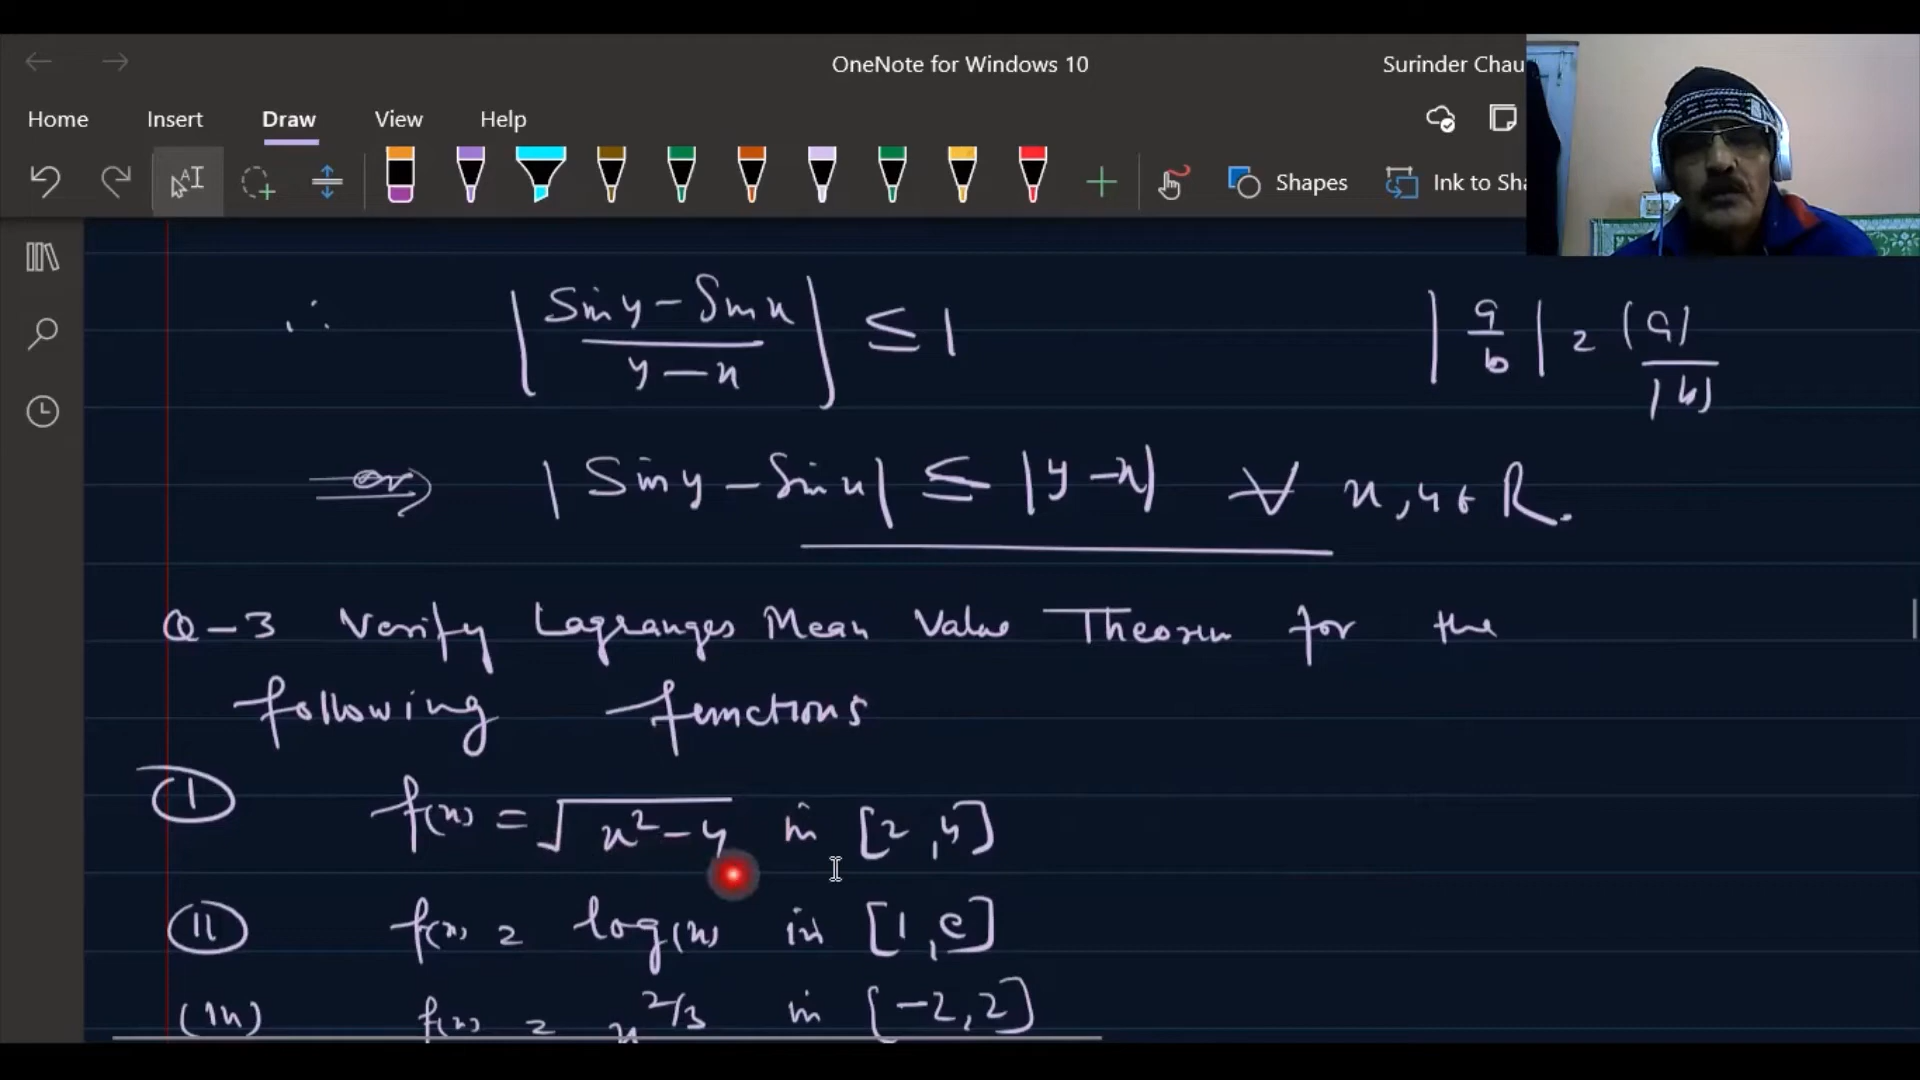 OneNote for Windows 10
Surinder Chau
Home Insert Draw View Help
Shapes Ink to Sha
∴ |Sin y - Sin x / y - x| ≤ 1 |a/b| = |a|/|b|
⇒ or |Sin y - Sin x| ≤ |y - x| ∀ x, y ∈ R.
Q-3 Verify Lagranges Mean Value Theorem for the
following functions
(I) f(x) = √x² - 4 in [2, 4]
(II) f(x) = log(x) in [1, e]
(III) f(x) = x^2/3 in [-2, 2]